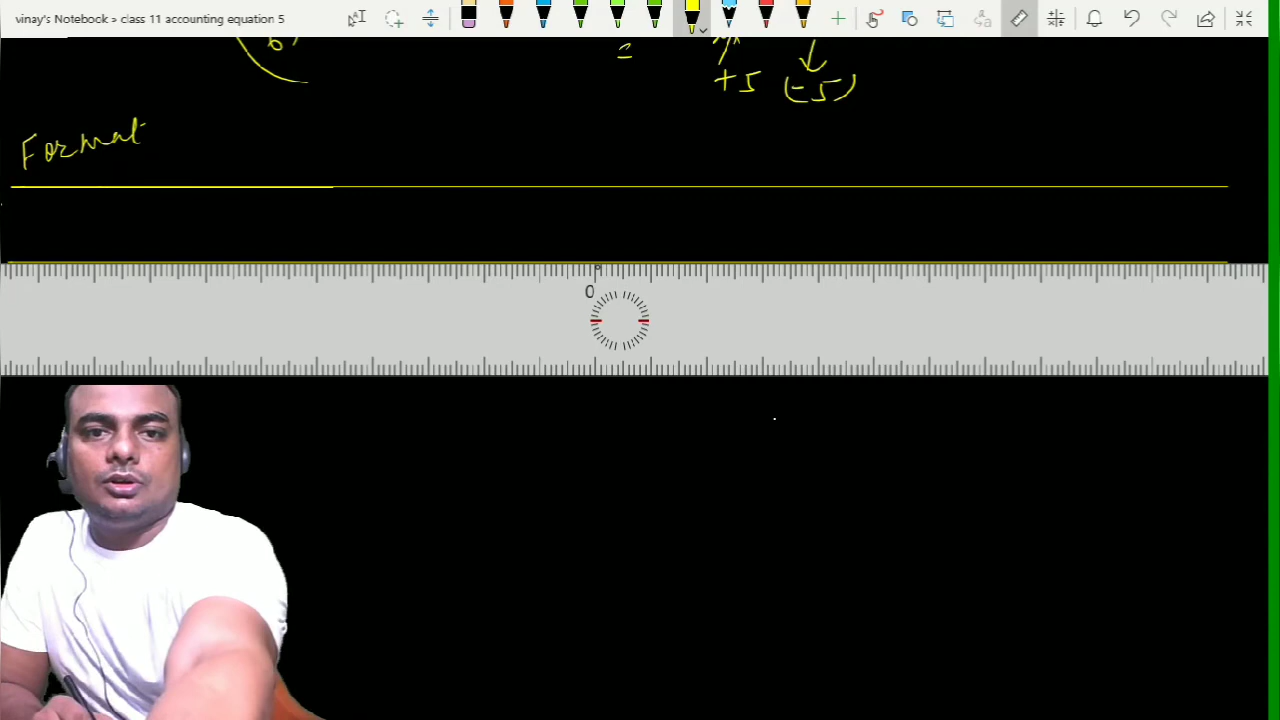 vinay's Notebook > class 11 accounting equation 5
+5 (-5)
Format
0